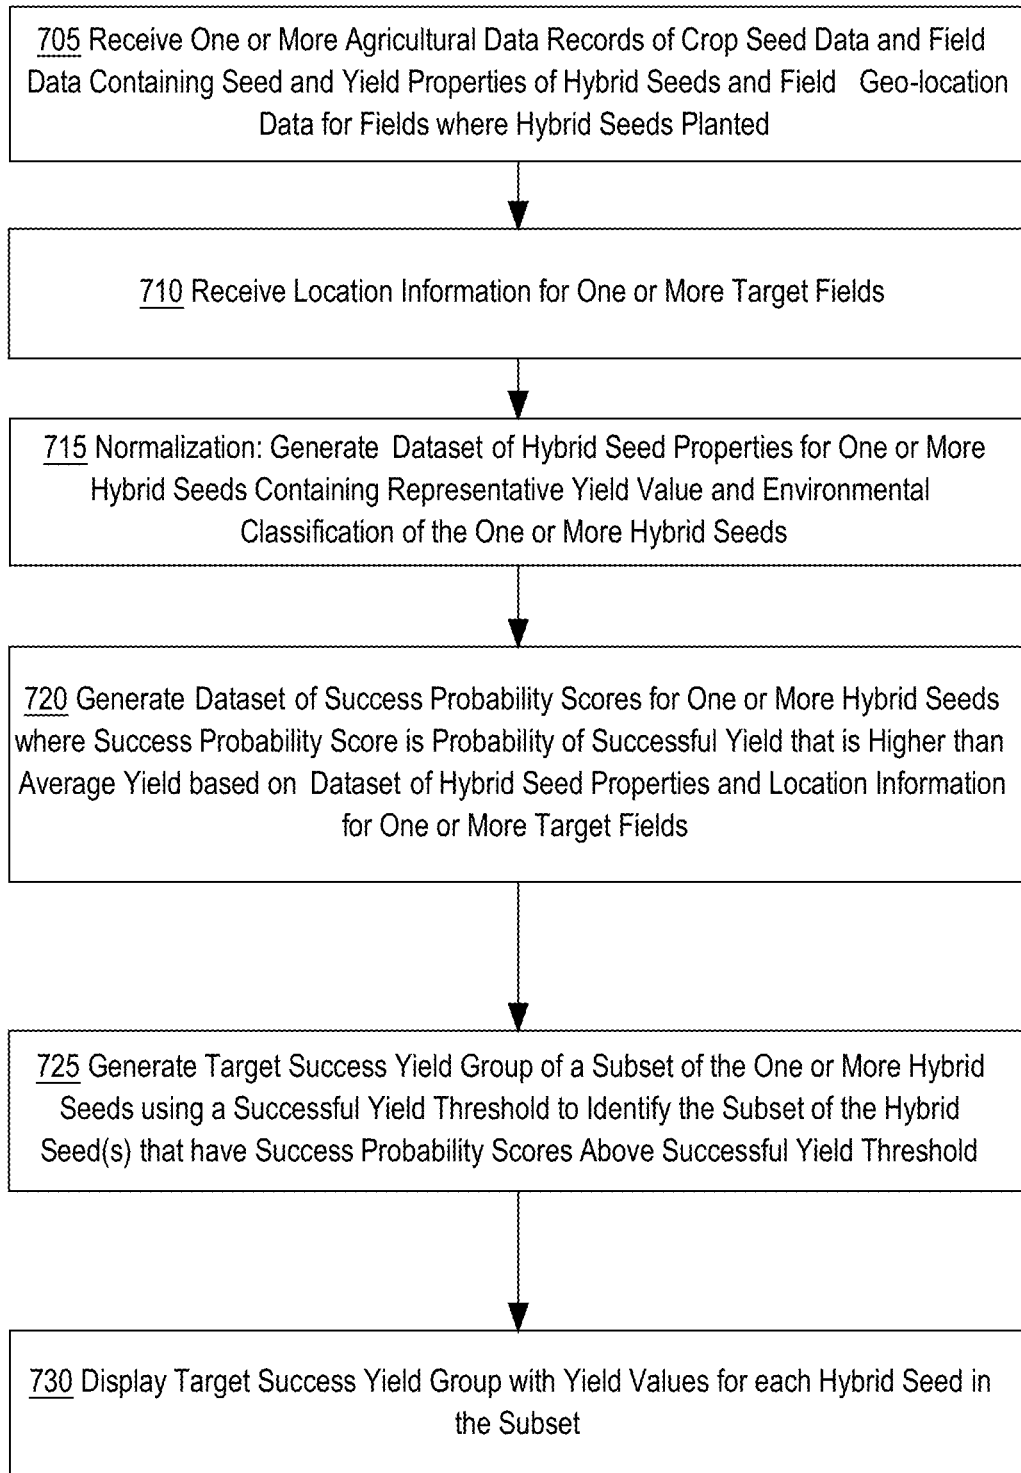 705 Receive One or More Agricultural Data Records of Crop Seed Data and Field
Data Containing Seed and Yield Properties of Hybrid Seeds and Field Geo-location
Data for Fields where Hybrid Seeds Planted
710 Receive Location Information for One or More Target Fields
715 Normalization: Generate Dataset of Hybrid Seed Properties for One or More
Hybrid Seeds Containing Representative Yield Value and Environmental
Classification of the One or More Hybrid Seeds
720 Generate Dataset of Success Probability Scores for One or More Hybrid Seeds
where Success Probability Score is Probability of Successful Yield that is Higher than
Average Yield based on Dataset of Hybrid Seed Properties and Location Information
for One or More Target Fields
725 Generate Target Success Yield Group of a Subset of the One or More Hybrid
Seeds using a Successful Yield Threshold to Identify the Subset of the Hybrid
Seed(s) that have Success Probability Scores Above Successful Yield Threshold
730 Display Target Success Yield Group with Yield Values for each Hybrid Seed in
the Subset